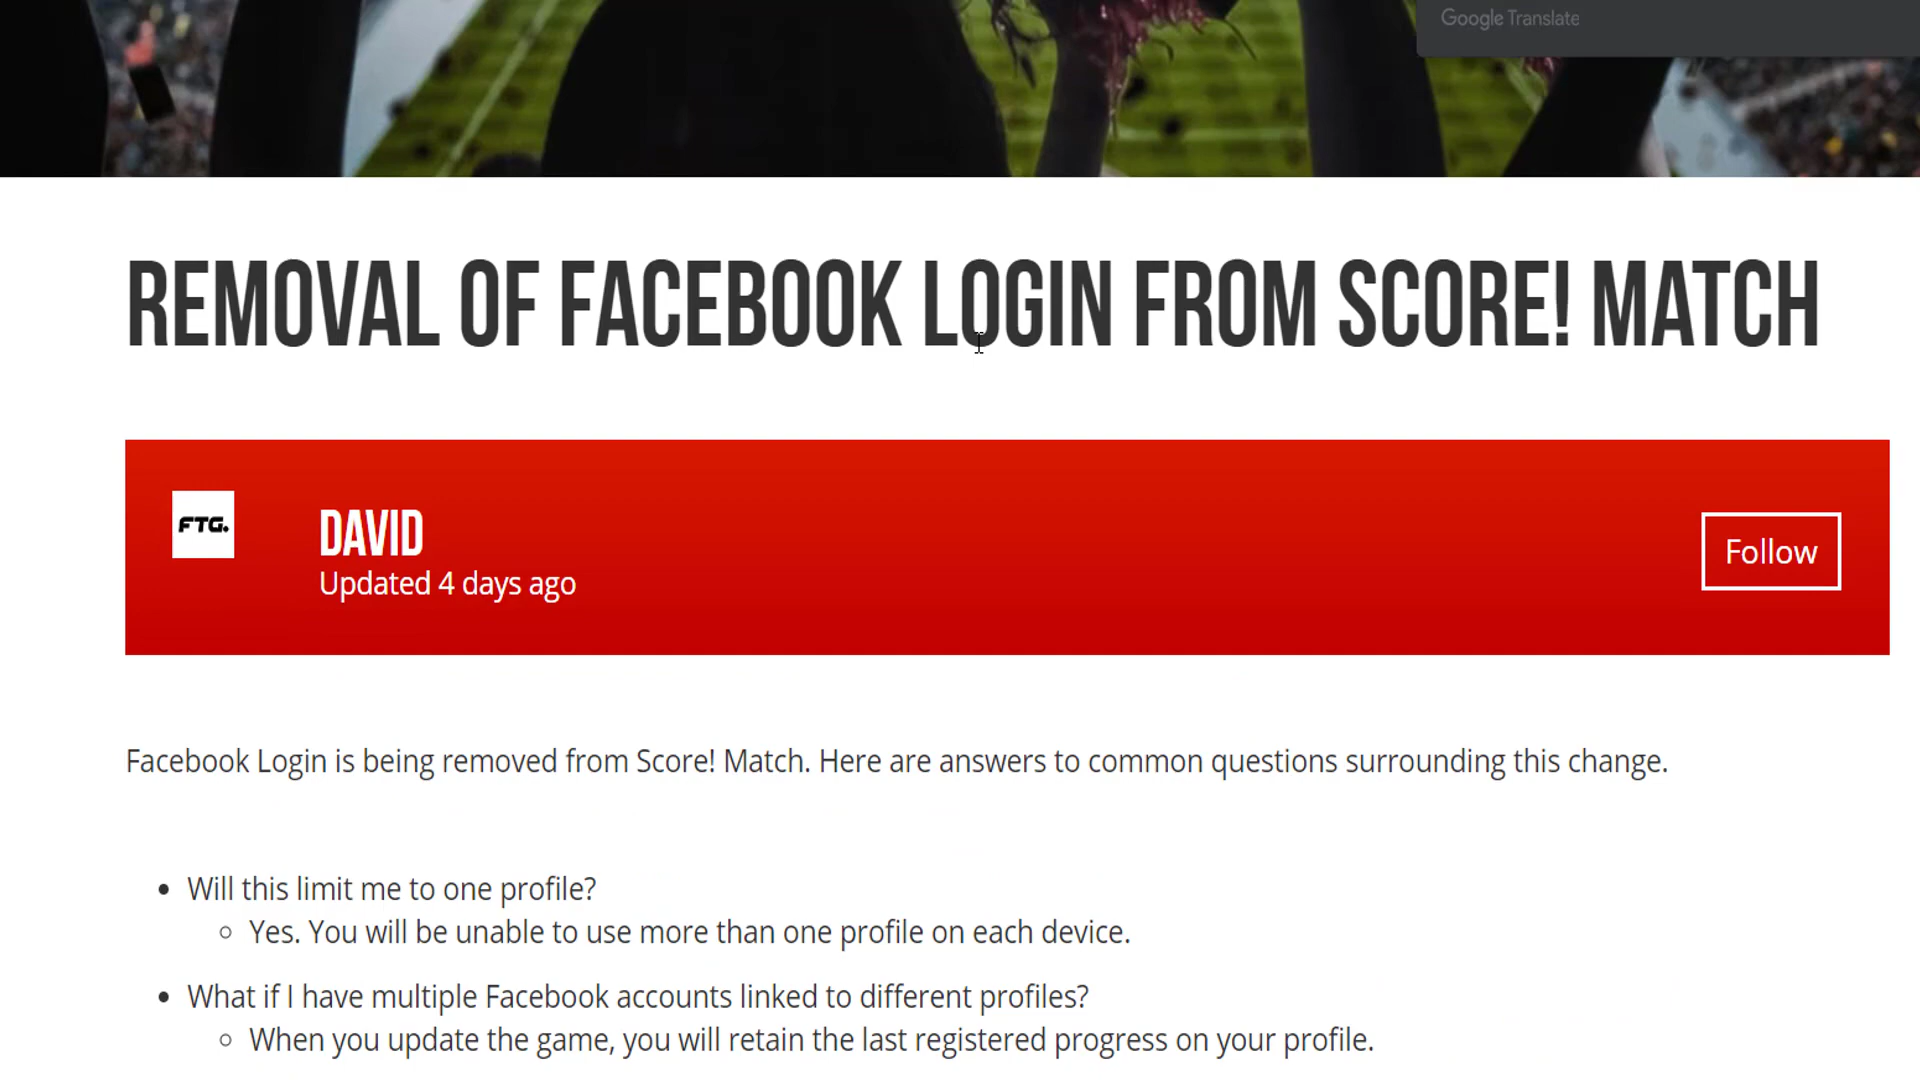 Google Translate
REMOVAL OF FACEBOOK LOGIN FROM SCORE! MATCH
FTG.
DAVID
Updated 4 days ago
Follow
Facebook Login is being removed from Score! Match. Here are answers to common questions surrounding this change.
• Will this limit me to one profile?
○ Yes. You will be unable to use more than one profile on each device.
• What if I have multiple Facebook accounts linked to different profiles?
○ When you update the game, you will retain the last registered progress on your profile.